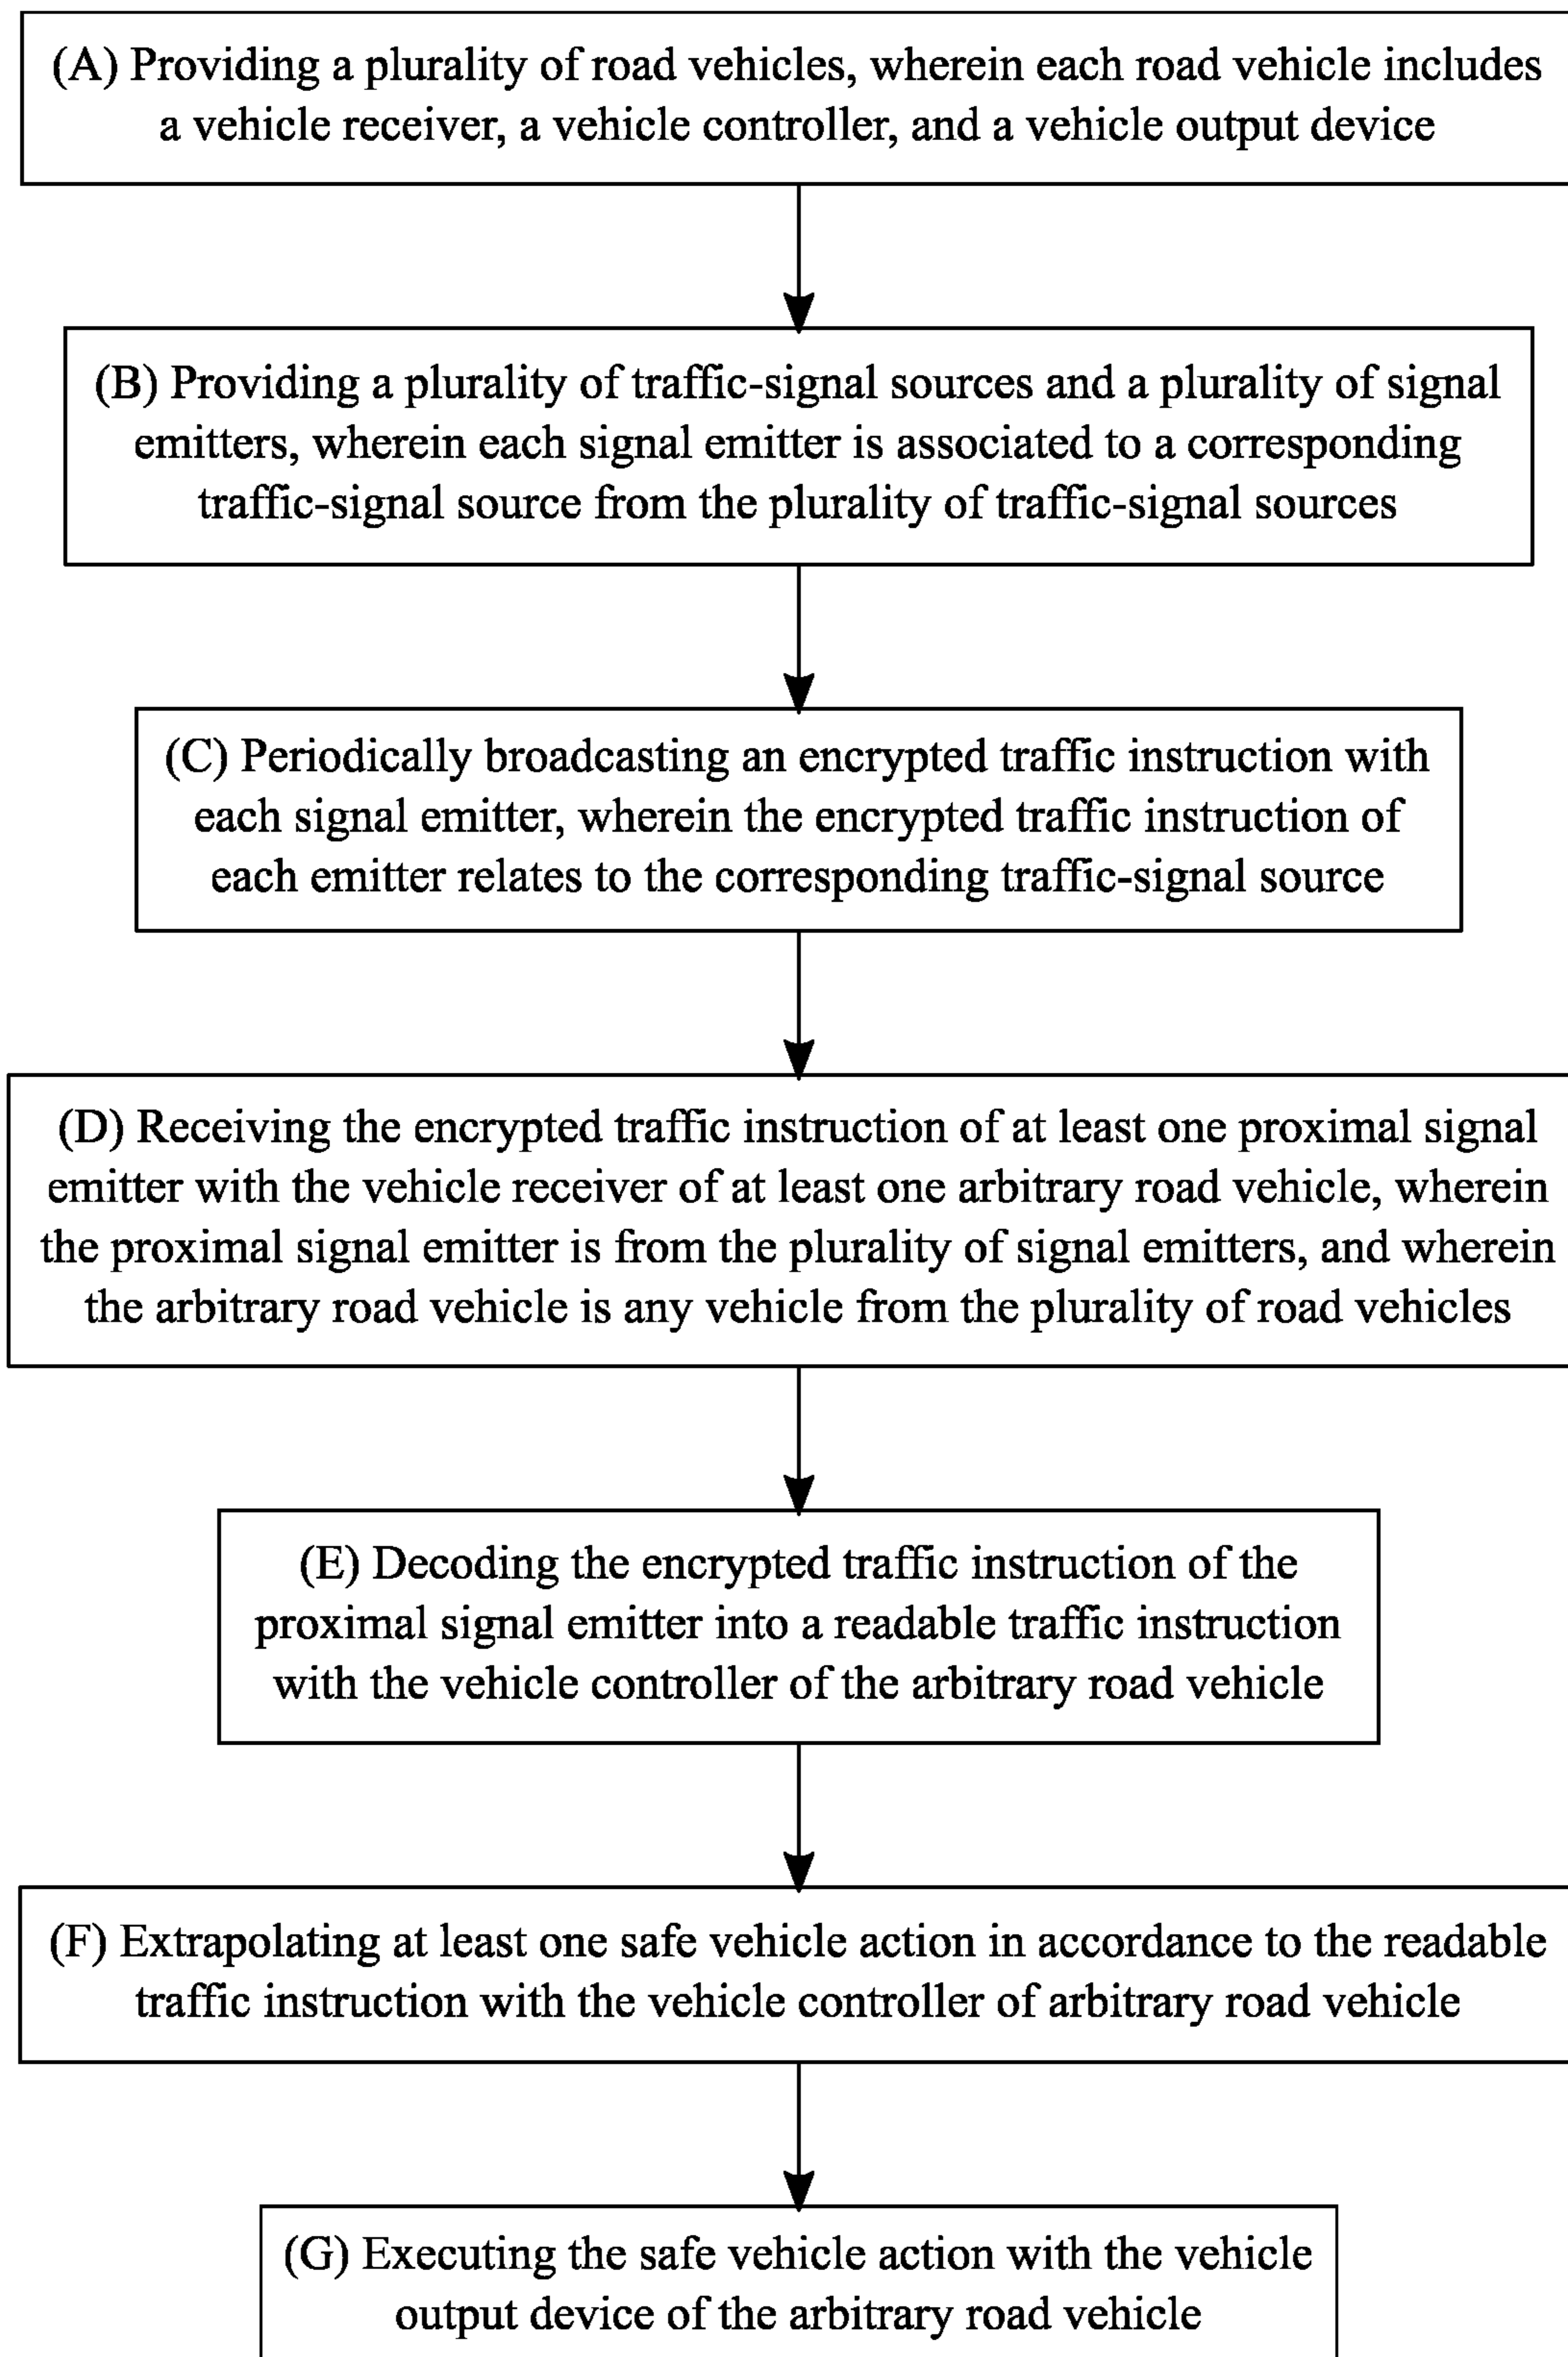 (A) Providing a plurality of road vehicles, wherein each road vehicle includes
a vehicle receiver, a vehicle controller, and a vehicle output device
(B) Providing a plurality of traffic-signal sources and a plurality of signal
emitters, wherein each signal emitter is associated to a corresponding
traffic-signal source from the plurality of traffic-signal sources
(C) Periodically broadcasting an encrypted traffic instruction with
each signal emitter, wherein the encrypted traffic instruction of
each emitter relates to the corresponding traffic-signal source
(D) Receiving the encrypted traffic instruction of at least one proximal signal
emitter with the vehicle receiver of at least one arbitrary road vehicle, wherein
the proximal signal emitter is from the plurality of signal emitters, and wherein
the arbitrary road vehicle is any vehicle from the plurality of road vehicles
(E) Decoding the encrypted traffic instruction of the
proximal signal emitter into a readable traffic instruction
with the vehicle controller of the arbitrary road vehicle
(F) Extrapolating at least one safe vehicle action in accordance to the readable
traffic instruction with the vehicle controller of arbitrary road vehicle
(G) Executing the safe vehicle action with the vehicle
output device of the arbitrary road vehicle